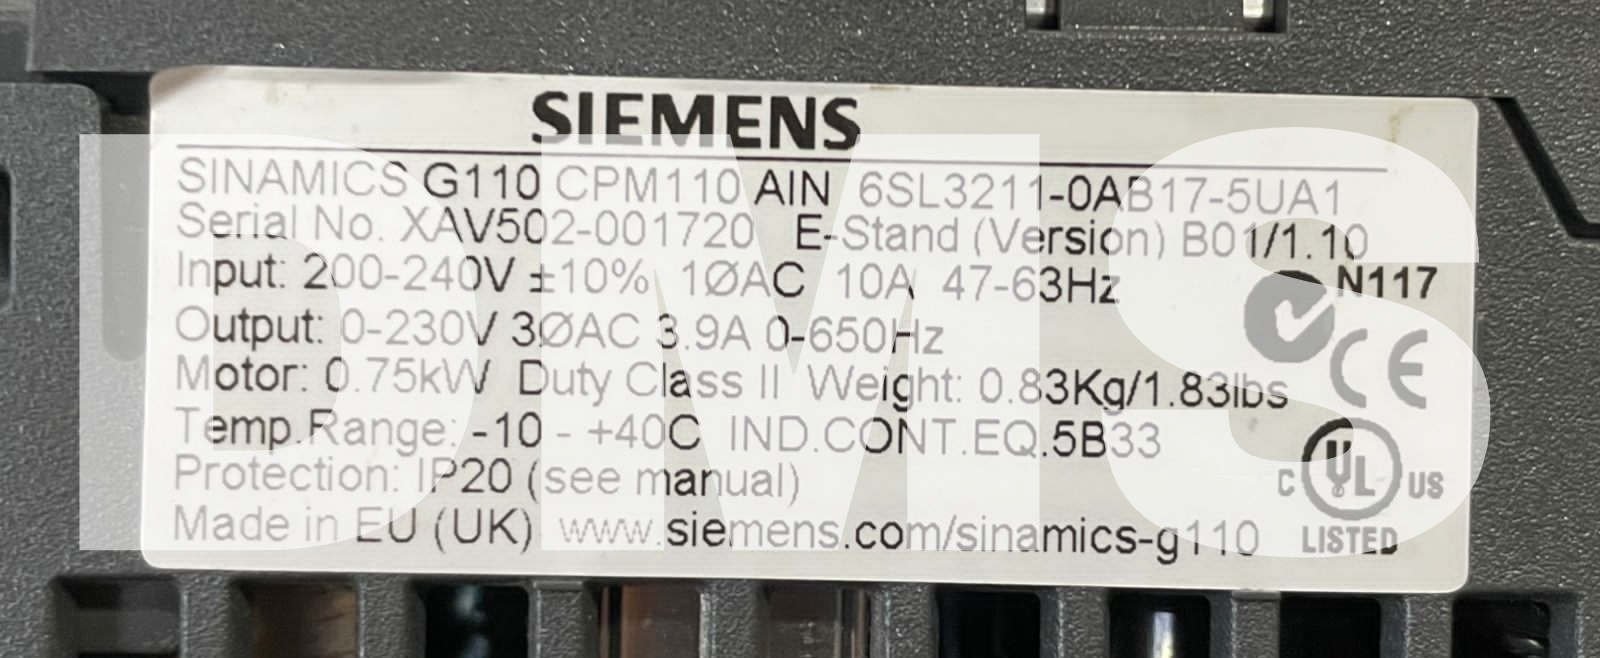 SIEMENS
SINAMICS G110 CPM110 AIN 6SL3211-0AB17-5UA1
Serial No. XAV502-001720 E-Stand (Version) B01/1.10
Input: 200-240V ±10% 1ØAC 10A 47-63Hz
N117
Output: 0-230V 3ØAC 3.9A 0-650Hz
CE
Motor: 0.75kW Duty Class II Weight: 0.83Kg/1.83lbs
Temp.Range: -10 - +40C IND.CONT.EQ.5B33
Protection: IP20 (see manual)
C UL US
LISTED
Made in EU (UK) www.siemens.com/sinamics-g110
DMS